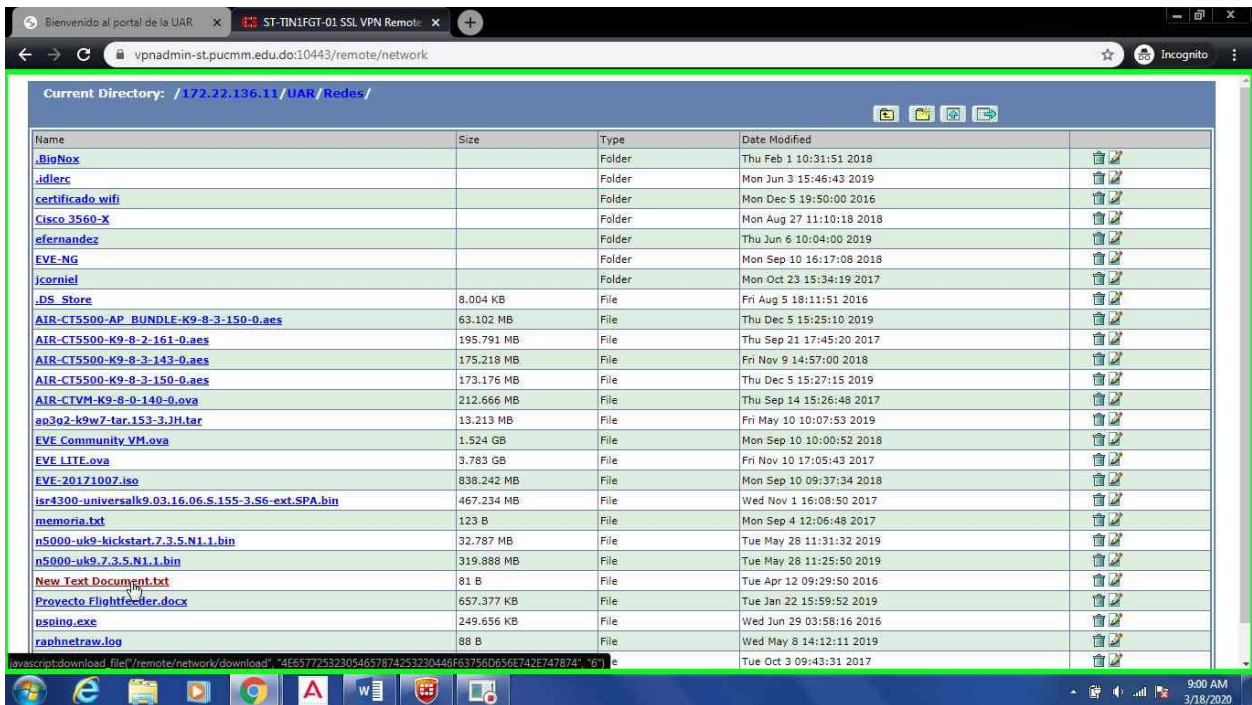 Bienvenido al portal de la UAR
ST-TIN1FGT-01 SSL VPN Remote
vpnadmin-st.pucmm.edu.do:10443/remote/network
Incognito
Current Directory: /172.22.136.11/UAR/Redes/
Name Size Type Date Modified
.BigNox Folder Thu Feb 1 10:31:51 2018
.idlerc Folder Mon Jun 3 15:46:43 2019
certificado wifi Folder Mon Dec 5 19:50:00 2016
Cisco 3560-X Folder Mon Aug 27 11:10:18 2018
efernandez Folder Thu Jun 6 10:04:00 2019
EVE-NG Folder Mon Sep 10 16:17:08 2018
jcorniel Folder Mon Oct 23 15:34:19 2017
.DS_Store 8.004 KB File Fri Aug 5 18:11:51 2016
AIR-CT5500-AP_BUNDLE-K9-8-3-150-0.aes 63.102 MB File Thu Dec 5 15:25:10 2019
AIR-CT5500-K9-8-2-161-0.aes 195.791 MB File Thu Sep 21 17:45:20 2017
AIR-CT5500-K9-8-3-143-0.aes 175.218 MB File Fri Nov 9 14:57:00 2018
AIR-CT5500-K9-8-3-150-0.aes 173.176 MB File Thu Dec 5 15:27:15 2019
AIR-CTVM-K9-8-0-140-0.ova 212.666 MB File Thu Sep 14 15:26:48 2017
ap3g2-k9w7-tar.153-3.JH.tar 13.213 MB File Fri May 10 10:07:53 2019
EVE Community VM.ova 1.524 GB File Mon Sep 10 10:00:52 2018
EVE LITE.ova 3.783 GB File Fri Nov 10 17:05:43 2017
EVE-20171007.iso 838.242 MB File Mon Sep 10 09:37:34 2018
isr4300-universalk9.03.16.06.S.155-3.S6-ext.SPA.bin 467.234 MB File Wed Nov 1 16:08:50 2017
memoria.txt 123 B File Mon Sep 4 12:06:48 2017
n5000-uk9-kickstart.7.3.5.N1.1.bin 32.787 MB File Tue May 28 11:31:32 2019
n5000-uk9.7.3.5.N1.1.bin 319.888 MB File Tue May 28 11:25:50 2019
New Text Document.txt 81 B File Tue Apr 12 09:29:50 2016
Proyecto Flightfeeder.docx 657.377 KB File Tue Jan 22 15:59:52 2019
psping.exe 249.656 KB File Wed Jun 29 03:58:16 2016
raphnetraw.log 88 B File Wed May 8 14:12:11 2019
javascript:download_file("/remote/network/download", "4E657725323054657874253230446F63756D656E742E747874", "6") e Tue Oct 3 09:43:31 2017
9:00 AM
3/18/2020